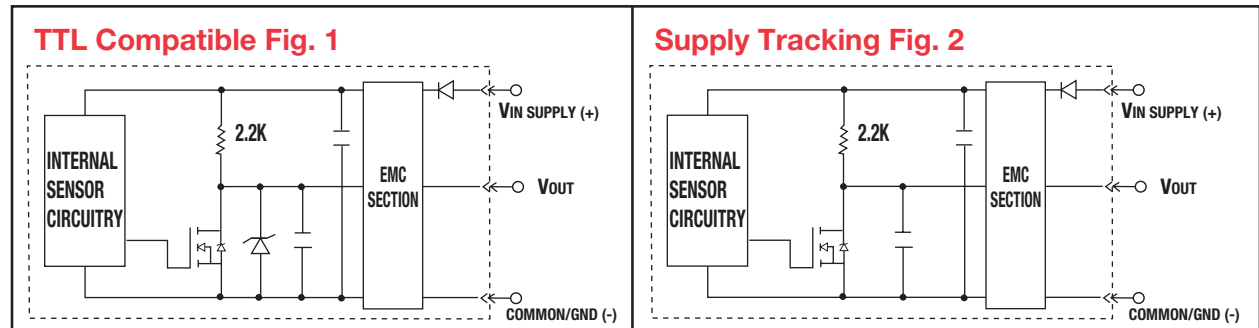 TTL Compatible Fig. 1
VIN SUPPLY (+)
2.2K
INTERNAL
SENSOR
CIRCUITRY
EMC
SECTION
VOUT
COMMON/GND (-)
Supply Tracking Fig. 2
VIN SUPPLY (+)
2.2K
INTERNAL
SENSOR
CIRCUITRY
EMC
SECTION
VOUT
COMMON/GND (-)